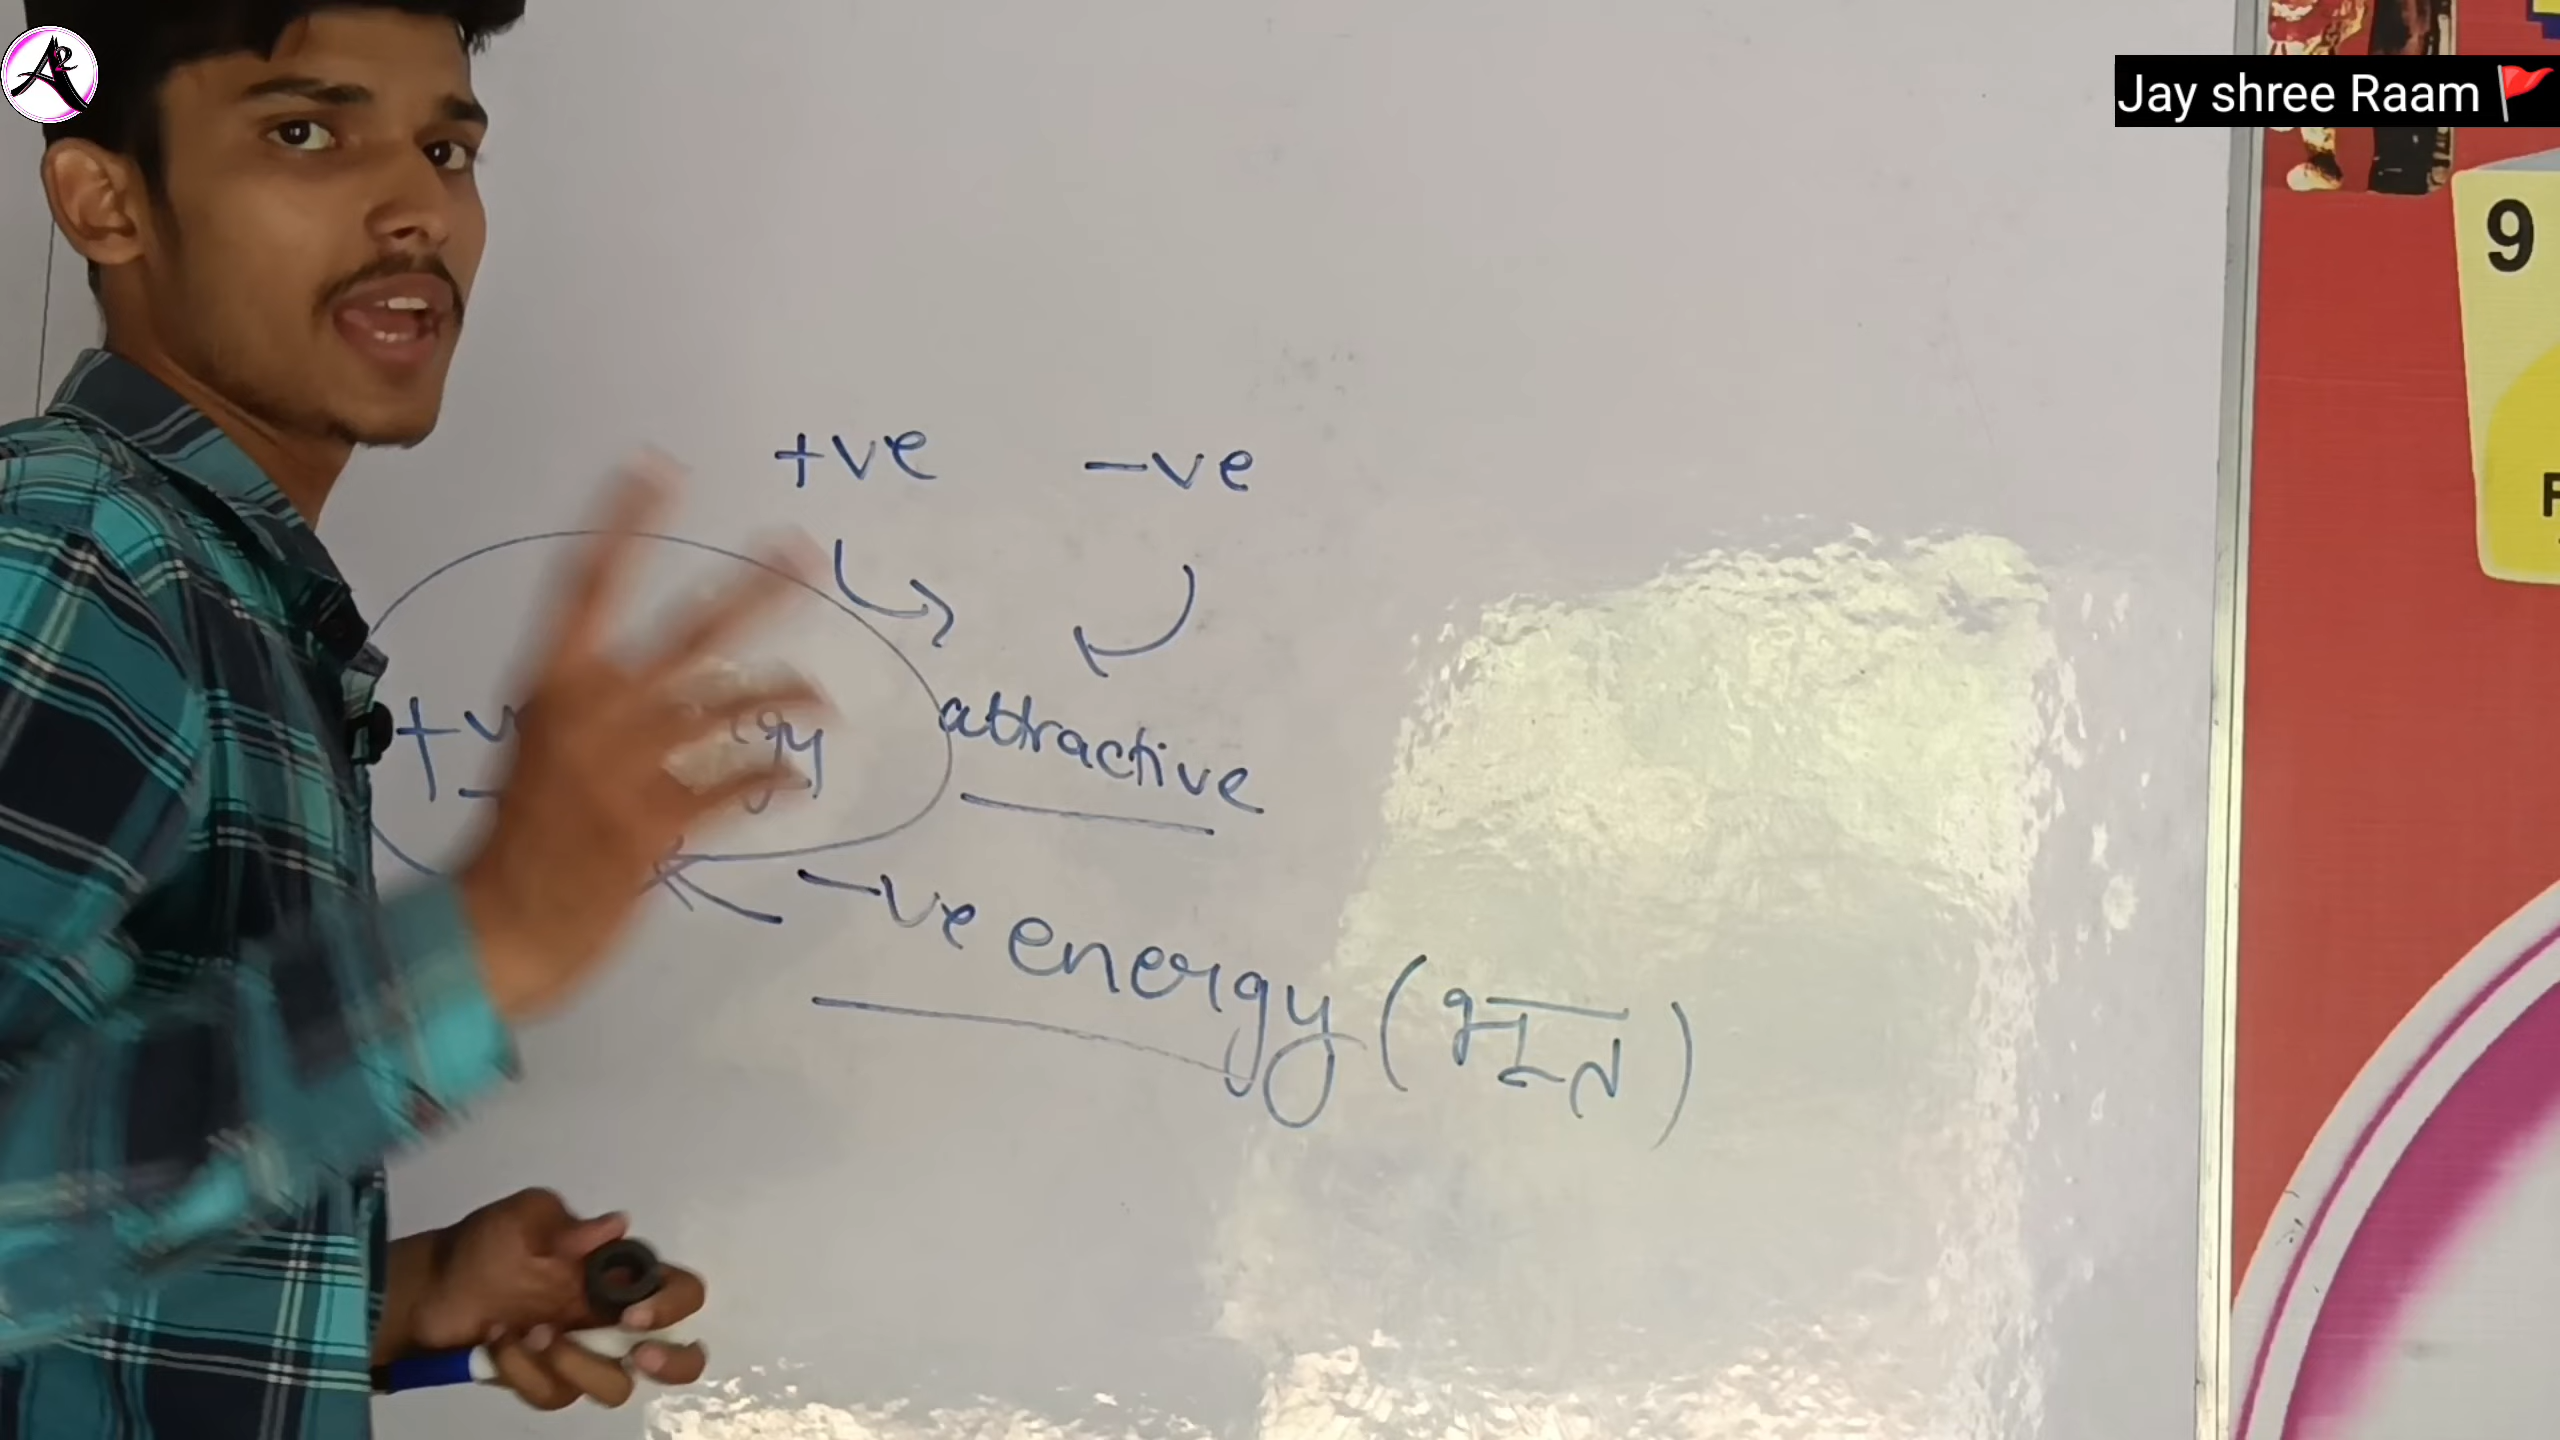 Jay shree Raam 🚩
9
+ve -ve
attractive
-ve energy (भूत)